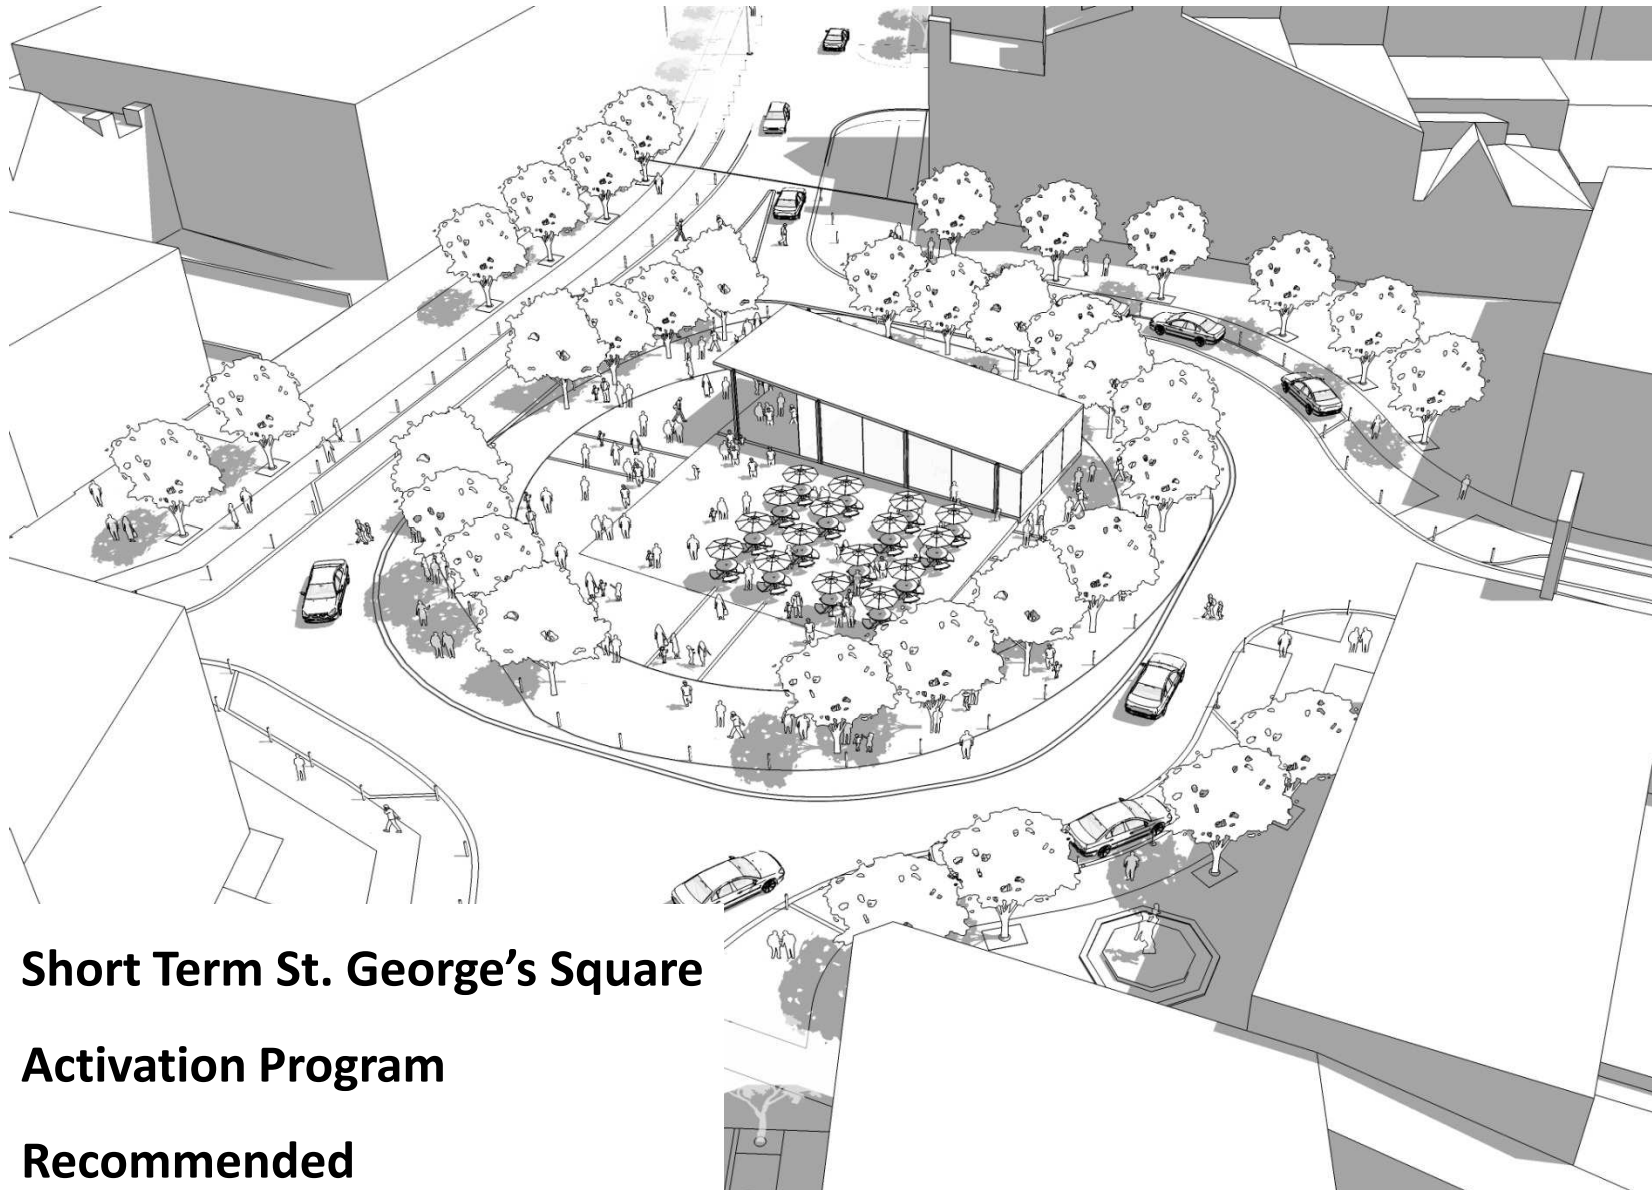 Short Term St. George’s Square
Activation Program
Recommended